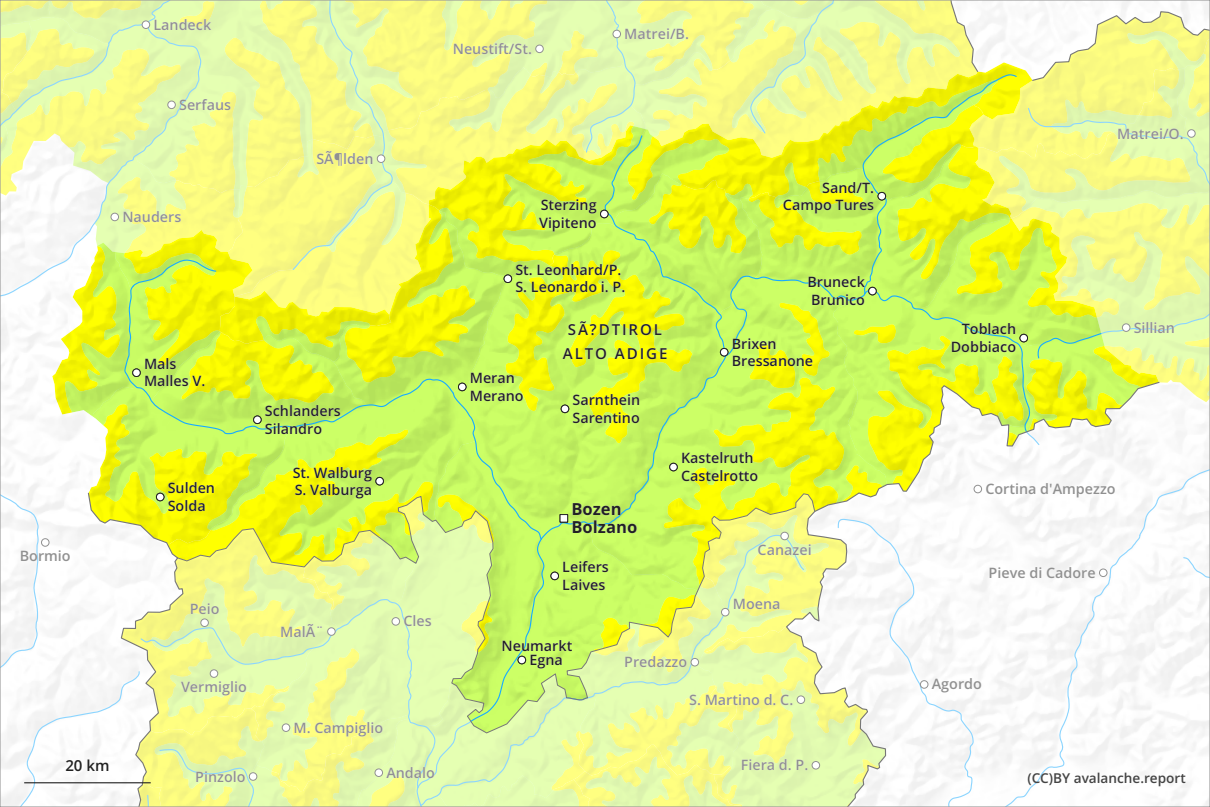 Landeck
Matrei/B.
Neustift/St.
Serfaus
Matrei/O.
SÃ¶lden
Sand/T.
Campo Tures
Sterzing
Vipiteno
Nauders
St. Leonhard/P.
S. Leonardo i. P.
Bruneck
Brunico
SÃ?DTIROL
ALTO ADIGE
Toblach
Dobbiaco
Sillian
Brixen
Bressanone
Mals
Malles V.
Meran
Merano
Sarnthein
Sarentino
Schlanders
Silandro
Kastelruth
Castelrotto
St. Walburg
S. Valburga
Sulden
Solda
Cortina d'Ampezzo
Bozen
Bolzano
Bormio
Canazei
Leifers
Laives
Pieve di Cadore
Peio
Moena
MalÃ¨
Cles
Neumarkt
Egna
Predazzo
Vermiglio
Agordo
S. Martino d. C.
M. Campiglio
20 km
Pinzolo
Andalo
Fiera d. P.
(CC)BY avalanche.report